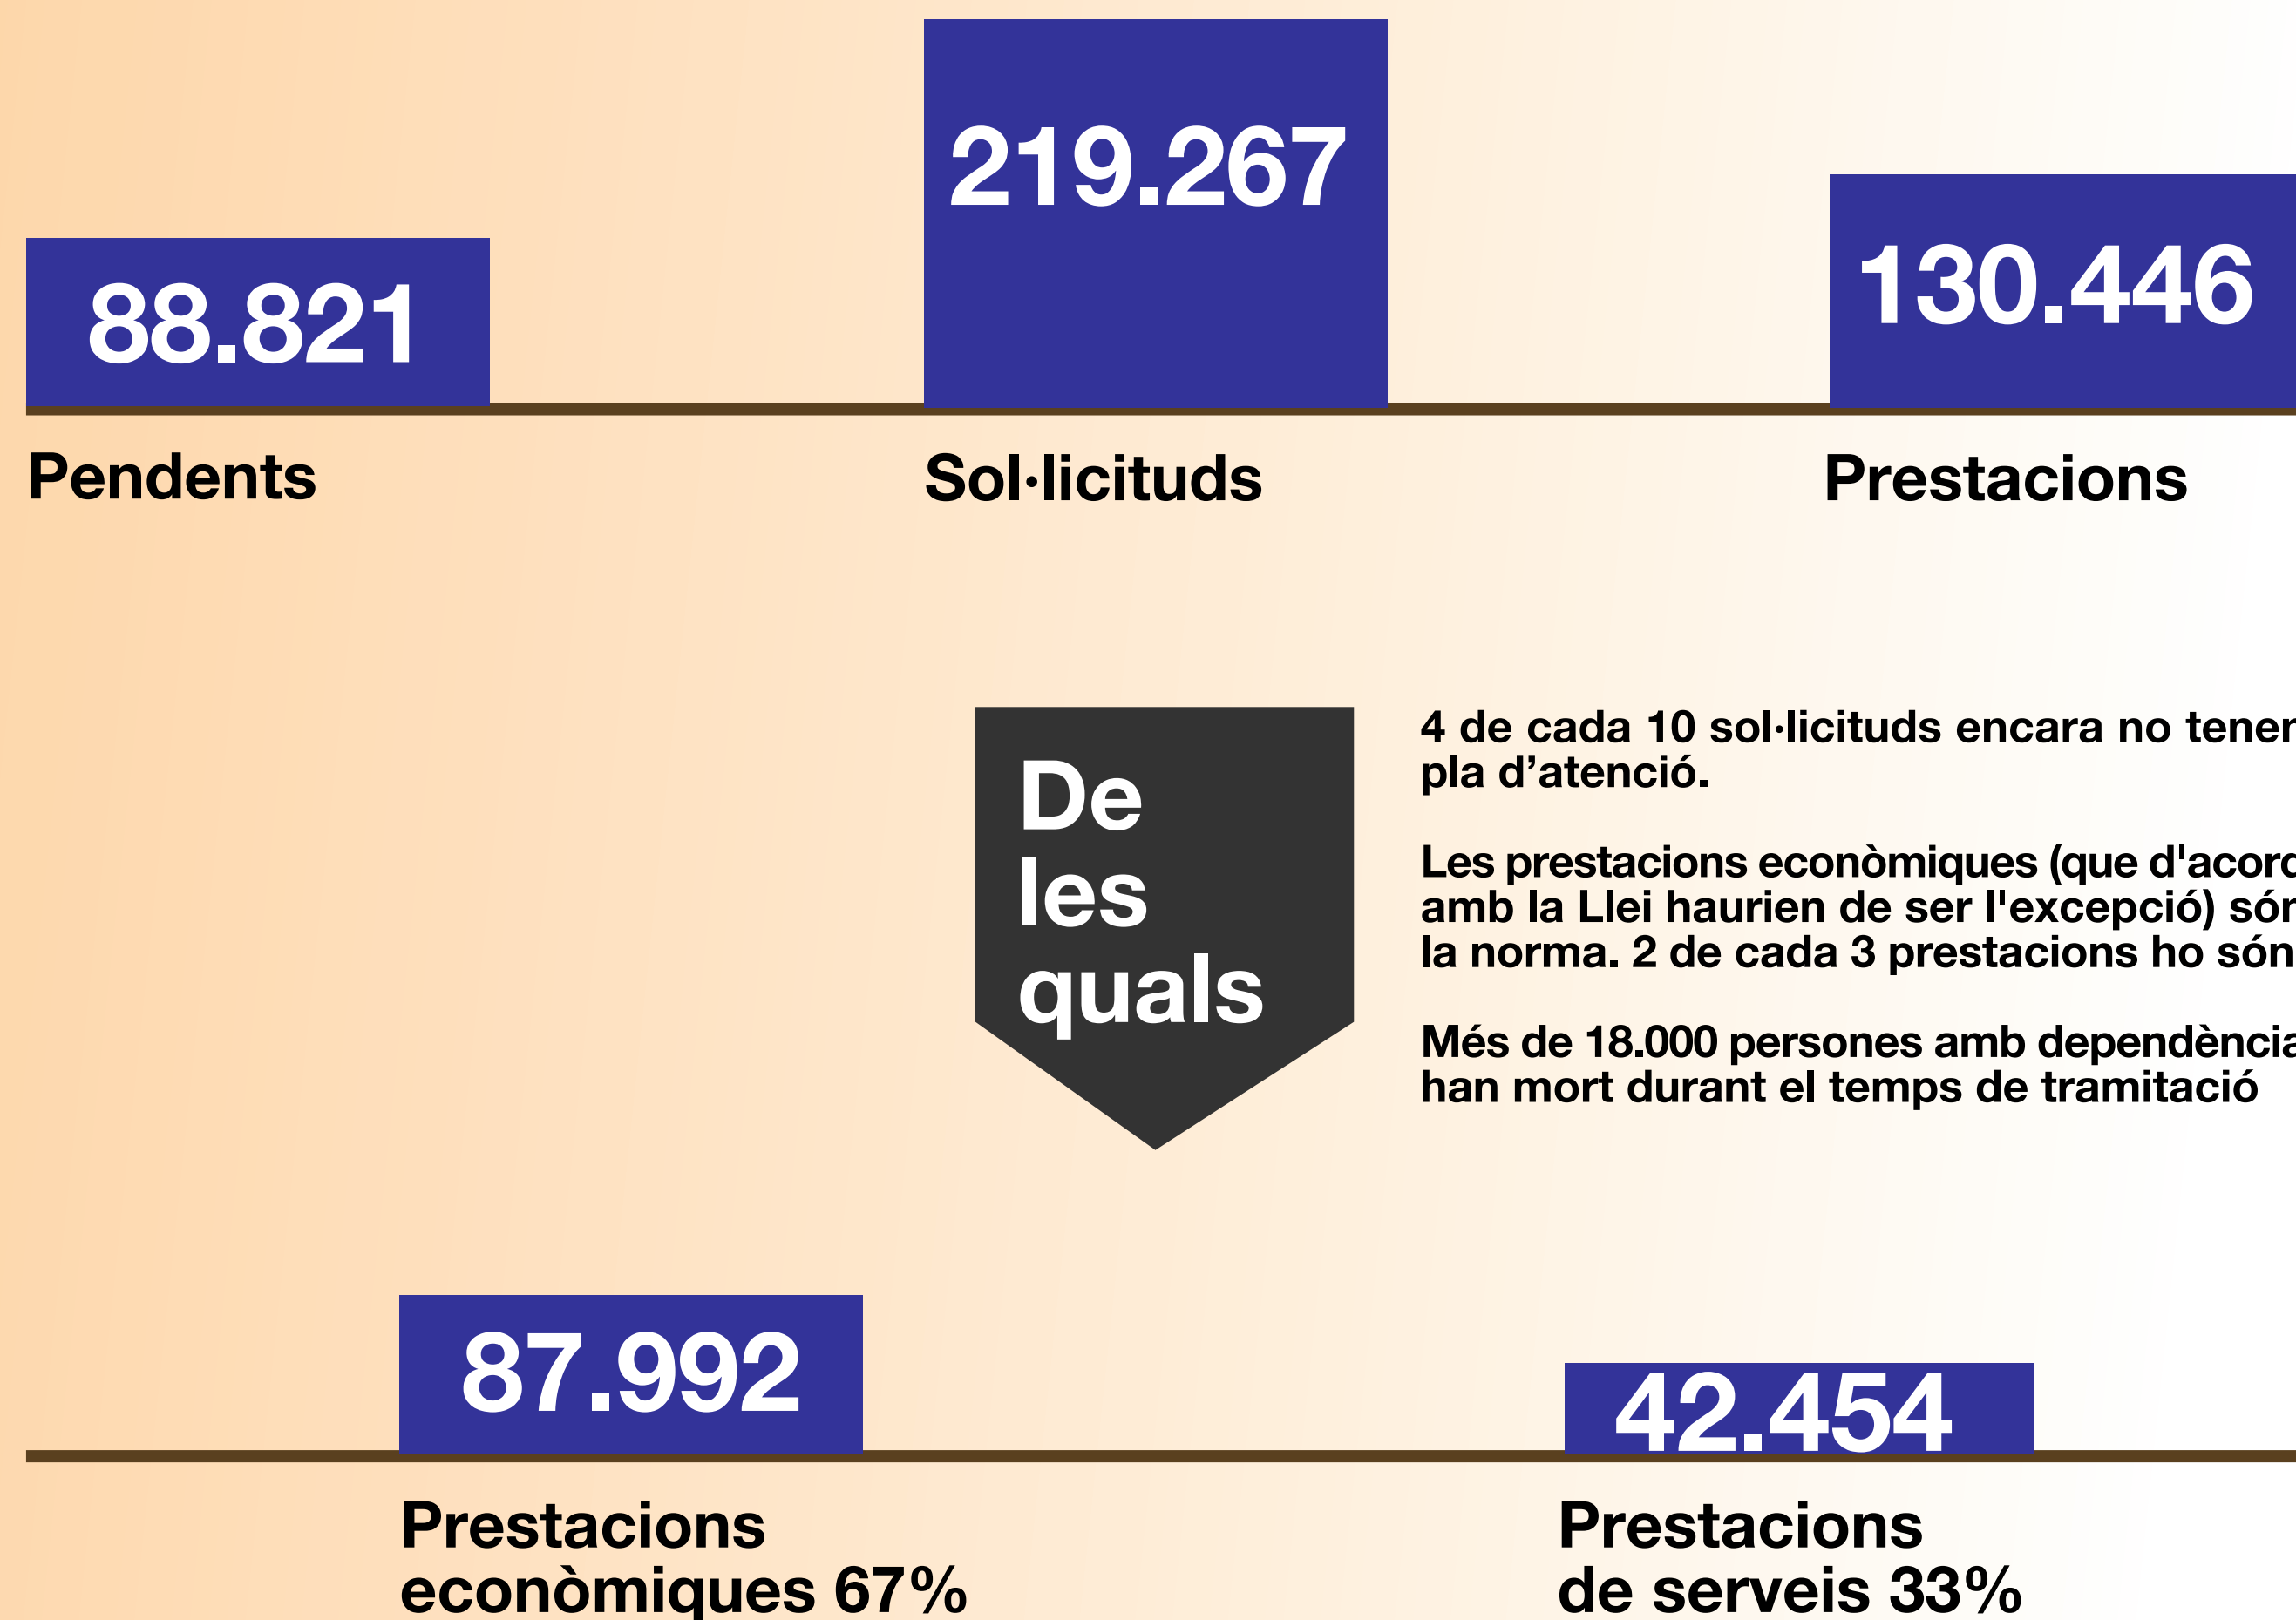 219.267
130.446
88.821
Pendents
Sol·licituds
Prestacions
De
les
quals
4 de cada 10 sol·licituds encara no tenen
pla d’atenció.
Les prestacions econòmiques (que d'acord
amb la Llei haurien de ser l'excepció) són
la norma. 2 de cada 3 prestacions ho són
Més de 18.000 persones amb dependència
han mort durant el temps de tramitació
87.992
42.454
Prestacions
econòmiques 67%
Prestacions
de serveis 33%